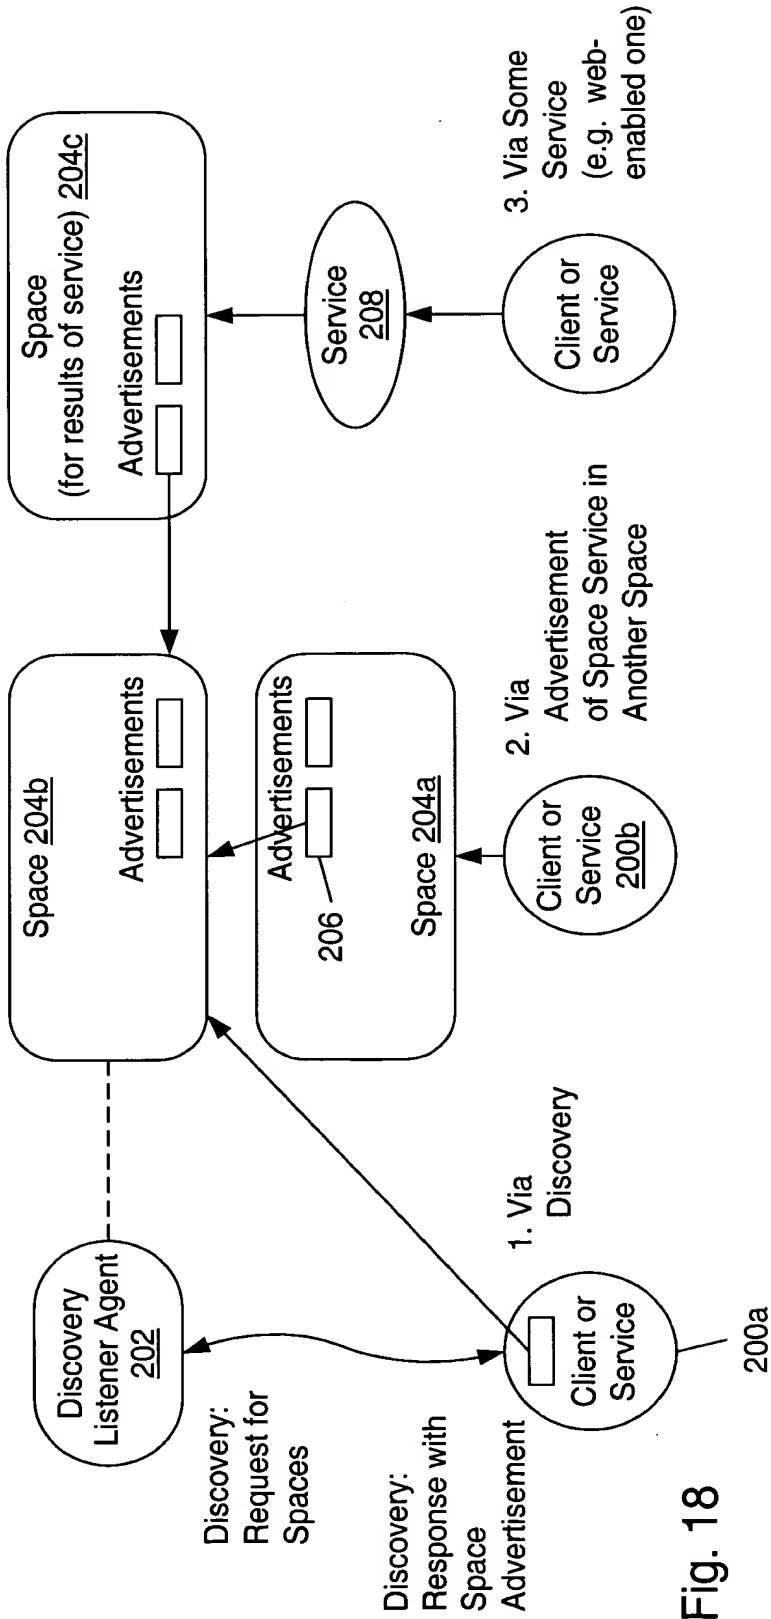 Discovery
Listener Agent
202
Discovery:
Request for
Spaces
Discovery:
Response with
Space
Advertisement
Client or
Service
200a
1. Via
Discovery
Space 204b
Advertisements
Advertisements
206
Space 204a
Client or
Service
200b
2. Via
Advertisement
of Space Service in
Another Space
Space
(for results of service) 204c
Advertisements
Service
208
Client or
Service
3. Via Some
Service
(e.g. web-
enabled one)
Fig. 18